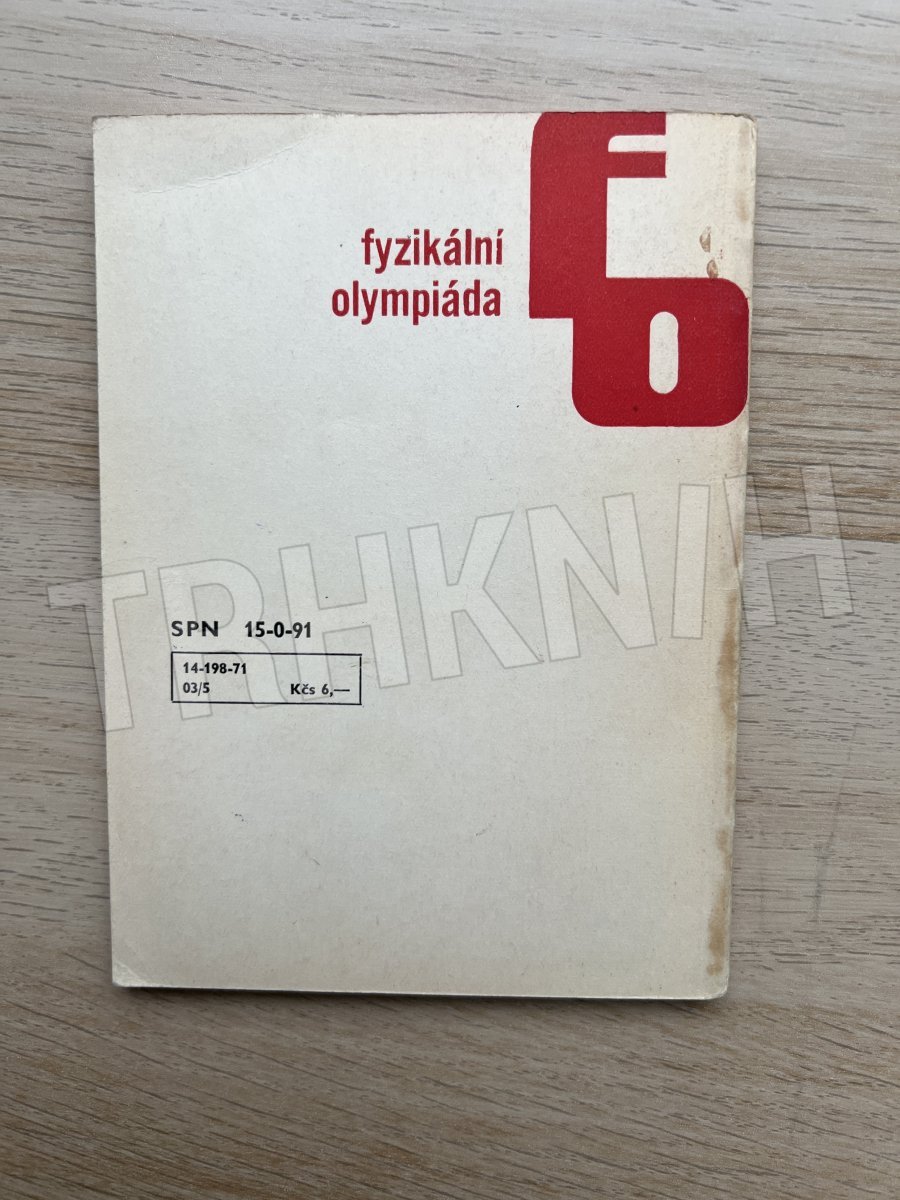 FO
fyzikální
olympiáda
TRHKNIH
SPN 15-0-91
14-198-71
03/5 Kčs 6,—